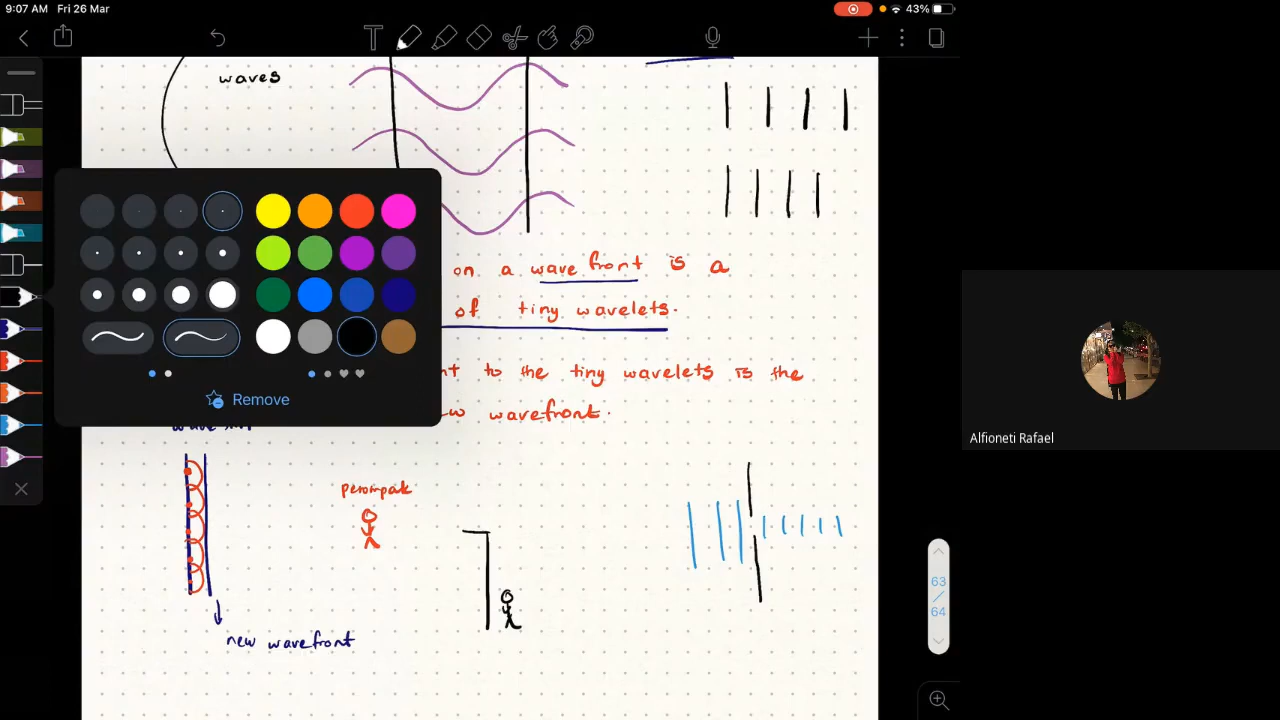 9:07 AM Fri 26 Mar
43%
waves
on a wave front is a
of tiny wavelets.
to the tiny wavelets is the
wavefront.
Remove
perompak
new wavefront
63
64
Alfioneti Rafael